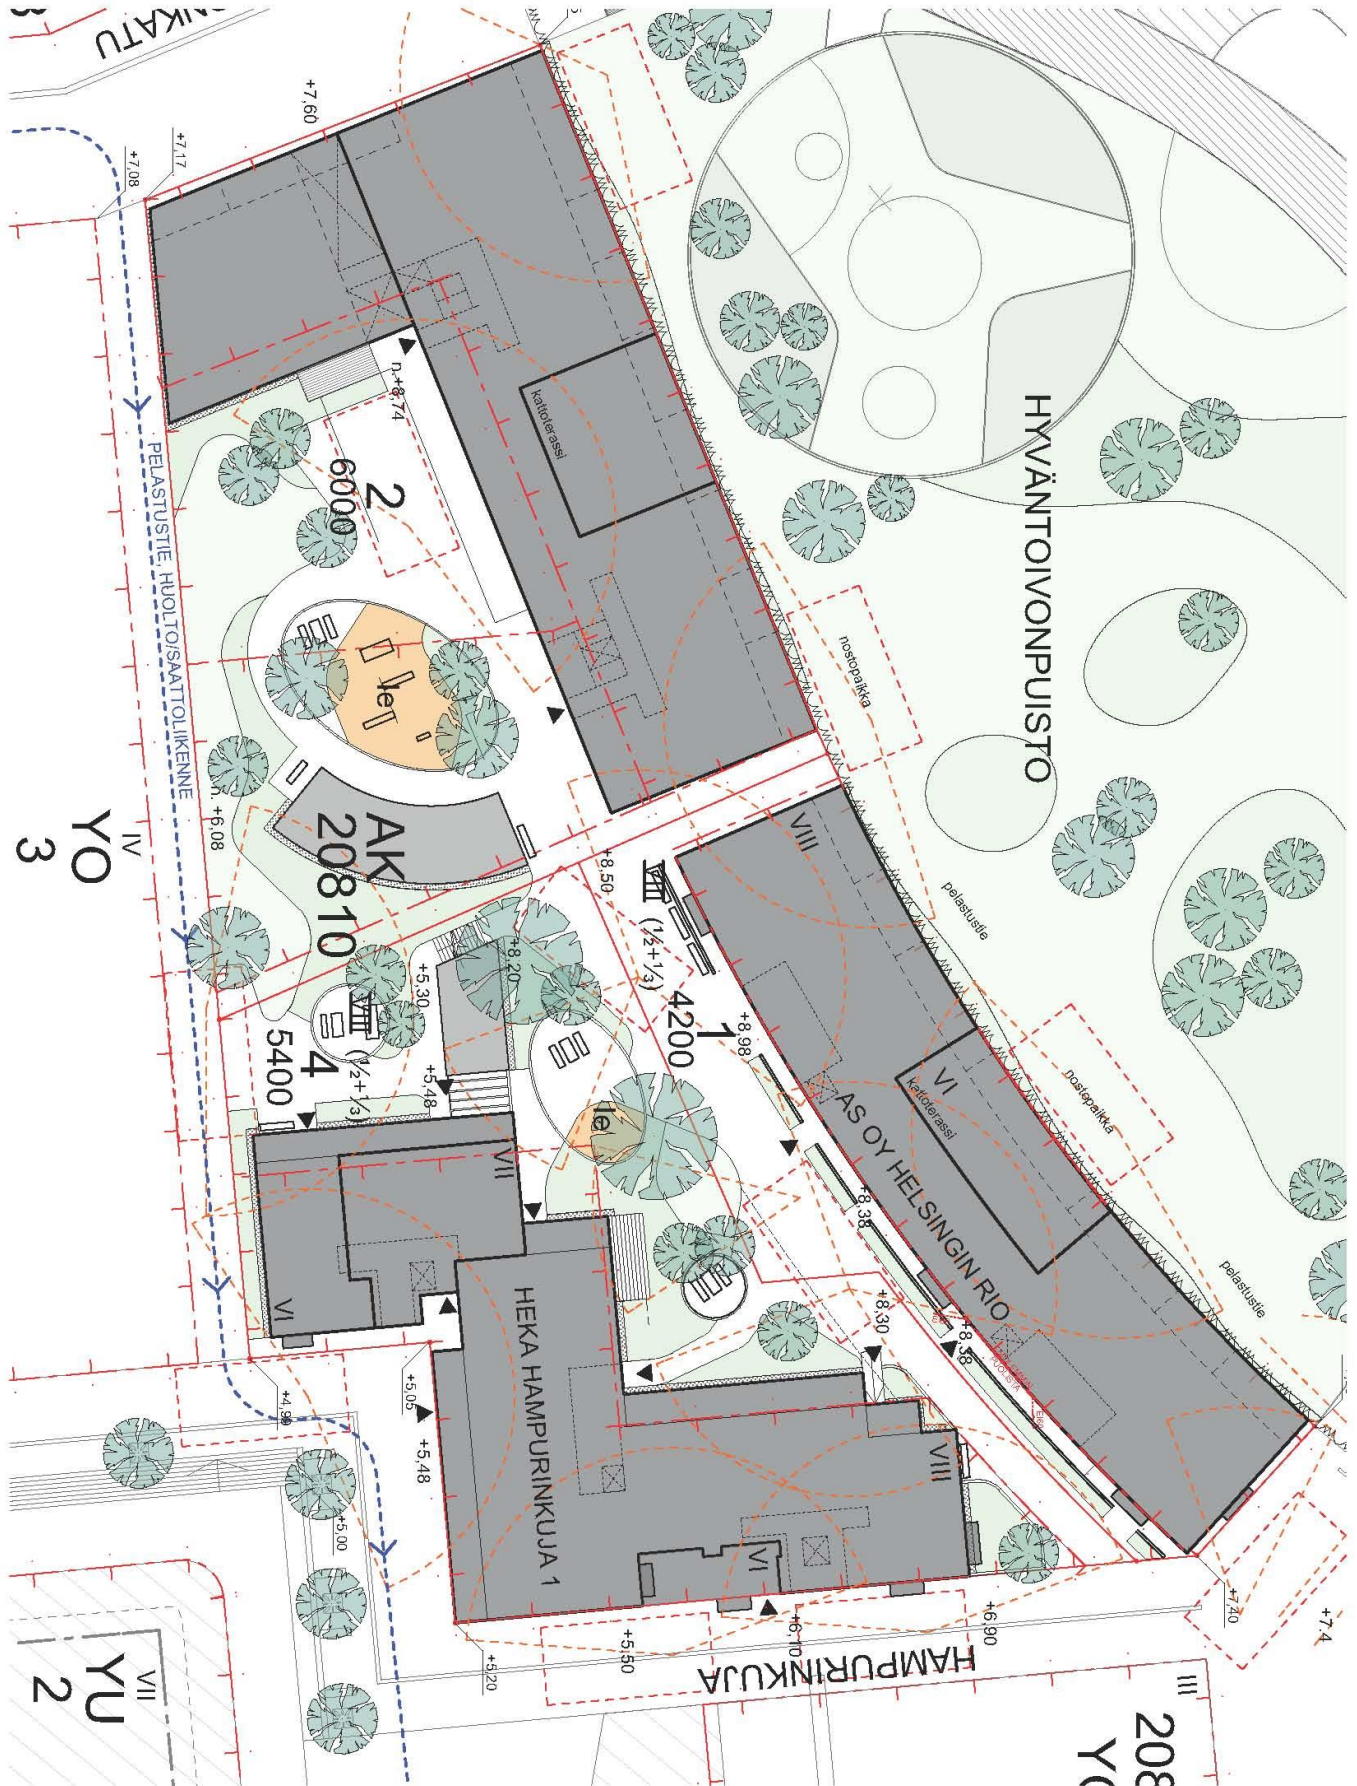 NKATU
+7,60
+7,17
+7,08
n.+8,74
kattoterassi
2
6000
HYVÄNTOIVONPUISTO
PELASTUSTIE, HUOLTO/SAATTOLIIKENNE
le
nostopaikka
n. +6,08
IV
YO
3
AK
20810
VIII
+8,50
VIII (½+⅓)
4200
1
pelastustie
+8,20
+5,30
VIII (½+⅓)
4
5400
+5,48
+8,98
VI
kattoterassi
nostopaikka
AS OY HELSINGIN RIO
le
VII
+8,38
pelastustie
VI
HEKA HAMPURINKUJA 1
+8,30
+8,38
+4,99
+5,05
+5,48
VIII
VI
+5,00
+5,20
+5,50
+6,10
+6,90
+7,40
+7.4
HAMPURINKUJA
VII
YU
2
III
208